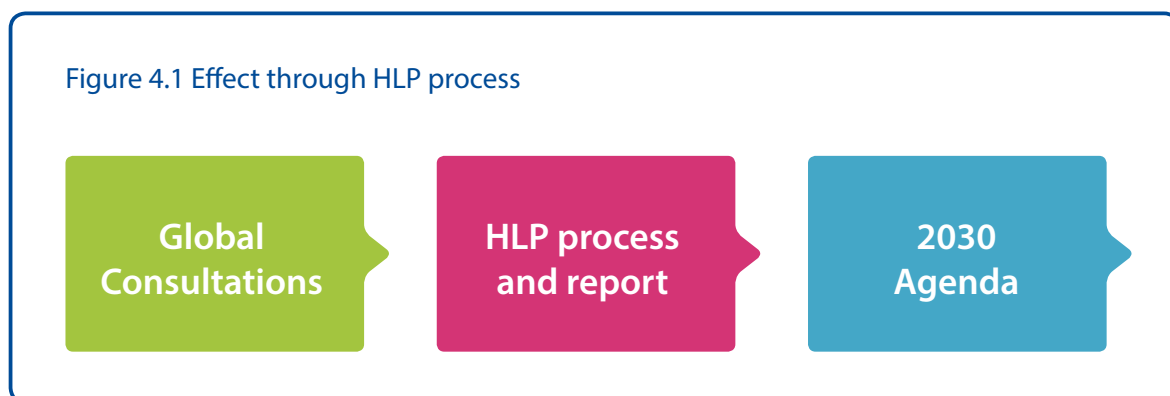 Figure 4.1 Effect through HLP process
Global
Consultations
HLP process
and report
2030
Agenda